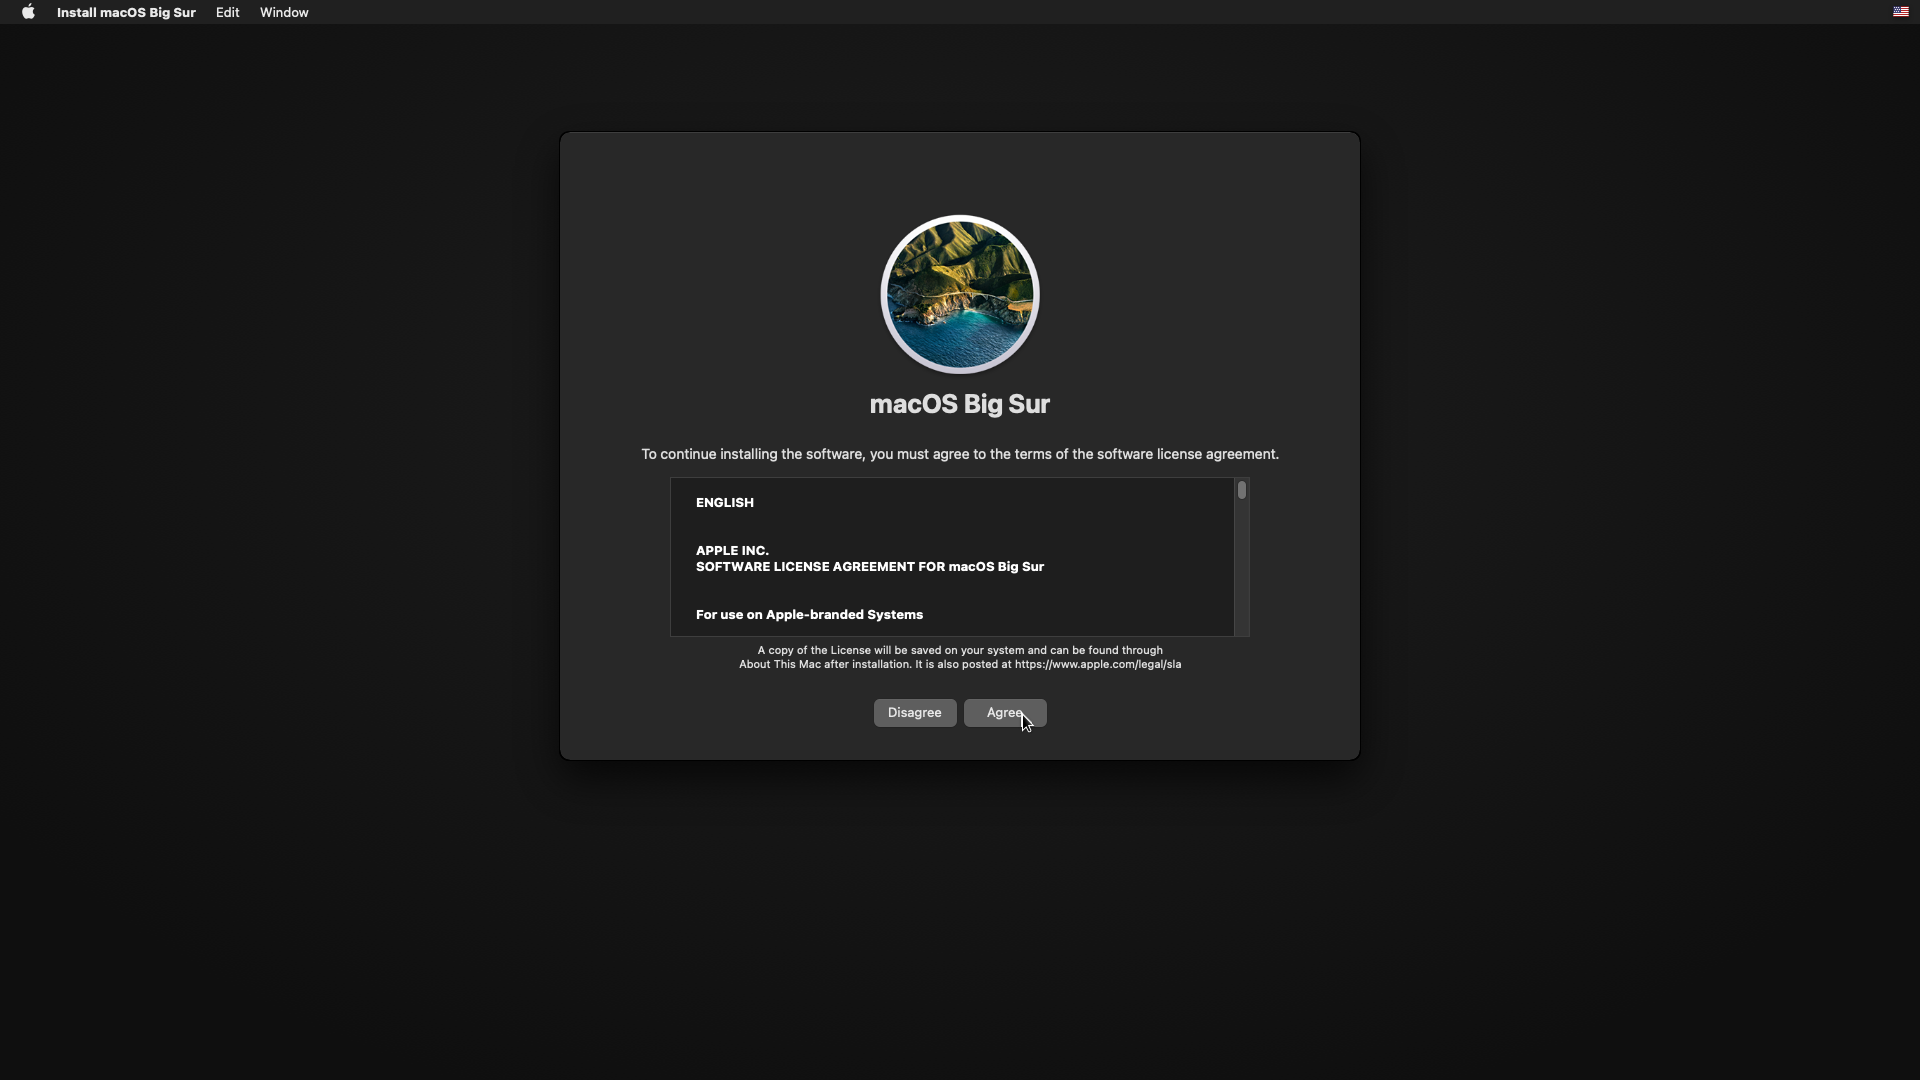 Install macOS Big Sur Edit Window
macOS Big Sur
To continue installing the software, you must agree to the terms of the software license agreement.
ENGLISH
APPLE INC.
SOFTWARE LICENSE AGREEMENT FOR macOS Big Sur
For use on Apple-branded Systems
A copy of the License will be saved on your system and can be found through
About This Mac after installation. It is also posted at https://www.apple.com/legal/sla
Disagree Agree